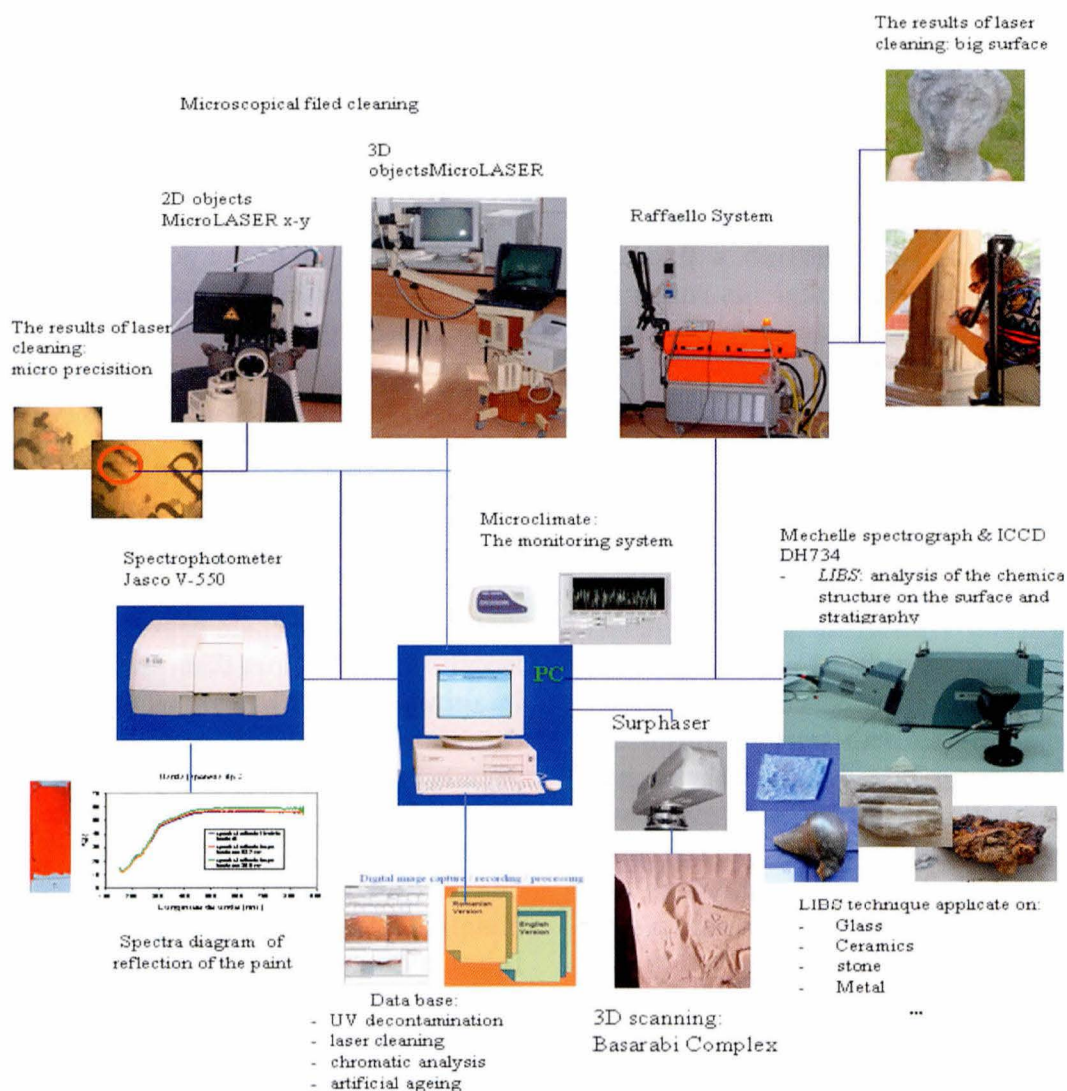 The results of laser
cleaning: big surface
Microscopical filed cleaning
3D
objectsMicroLASER
2D objects
MicroLASER x-y
Raffaello System
The results of laser
cleaning:
micro precisition
Microclimate:
The monitoring system
Spectrophotometer
Jasco V-550
Mechelle spectrograph & ICCD
DH734
- LIBS: analysis of the chemica
structure on the surface and
stratigraphy
PC
Surphaser
Digital image capture / recording / processing
Romanian
Version
English
Version
Spectra diagram of
reflection of the paint
LIBS technique applicate on:
- Glass
- Ceramics
- stone
- Metal
...
Data base:
- UV decontamination
- laser cleaning
- chromatic analysis
- artificial ageing
3D scanning:
Basarabi Complex